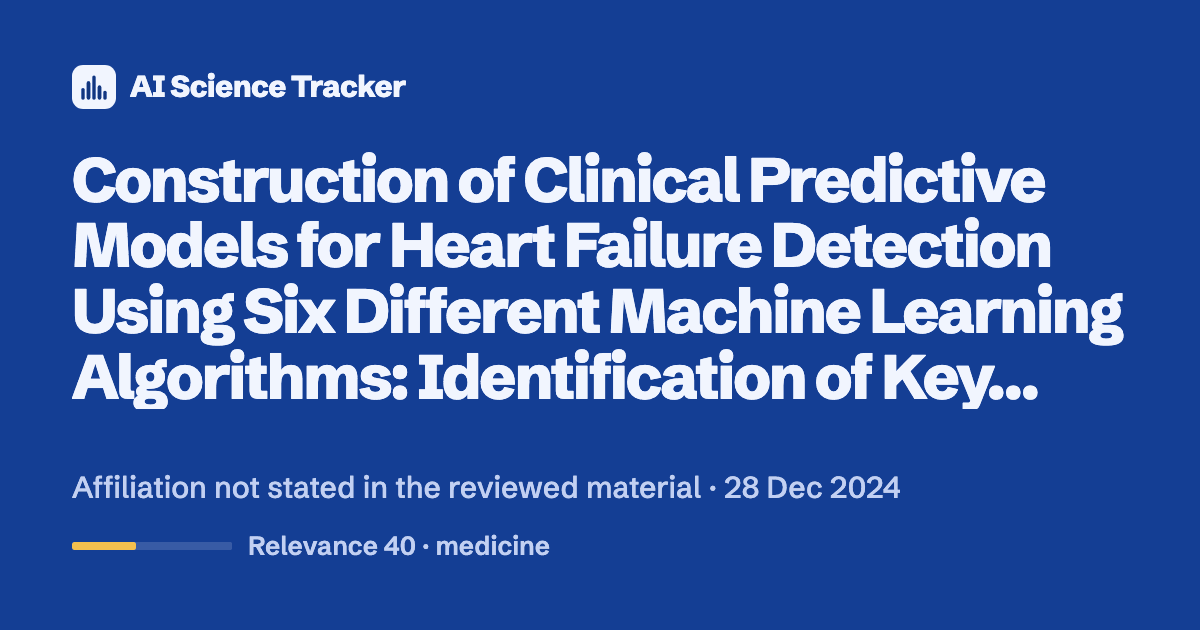 AI Science Tracker
Construction of Clinical Predictive
Models for Heart Failure Detection
Using Six Different Machine Learning
Algorithms: Identification of Key...
Affiliation not stated in the reviewed material · 28 Dec 2024
Relevance 40 · medicine